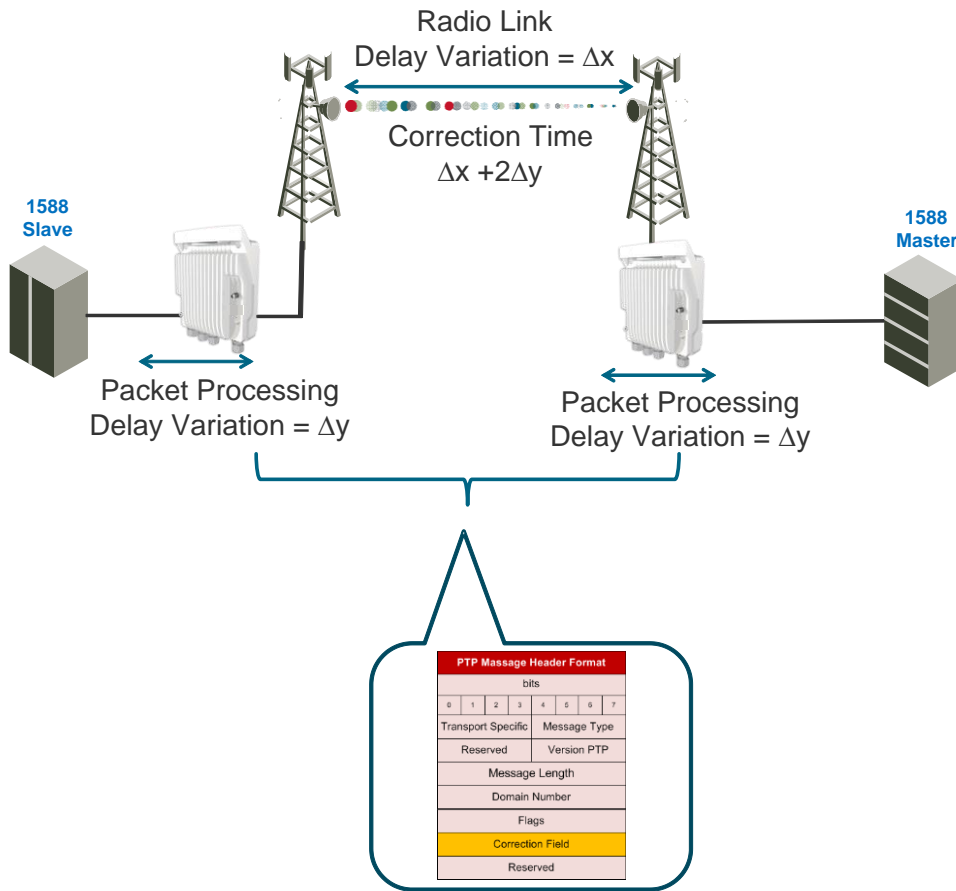 Radio Link
Delay Variation = Δx
Correction Time
Δx +2Δy
1588
Slave
1588
Master
Packet Processing
Delay Variation = Δy
Packet Processing
Delay Variation = Δy
PTP Massage Header Format
bits
0 1 2 3 4 5 6 7
Transport Specific Message Type
Reserved Version PTP
Message Length
Domain Number
Flags
Correction Field
Reserved